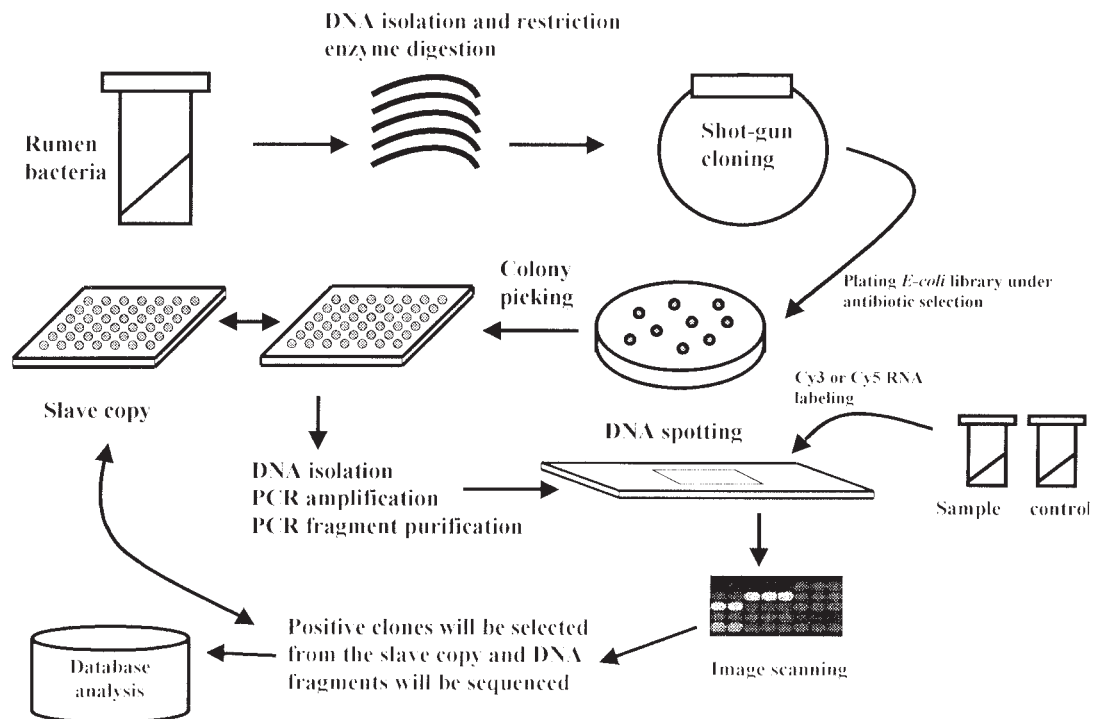 DNA isolation and restriction
enzyme digestion
Rumen
bacteria
Shot-gun
cloning
Colony
picking
Plating E-coli library under
antibiotic selection
Cy3 or Cy5 RNA
labeling
Slave copy
DNA spotting
DNA isolation
PCR amplification
PCR fragment purification
Sample control
Positive clones will be selected
from the slave copy and DNA
fragments will be sequenced
Image scanning
Database
analysis